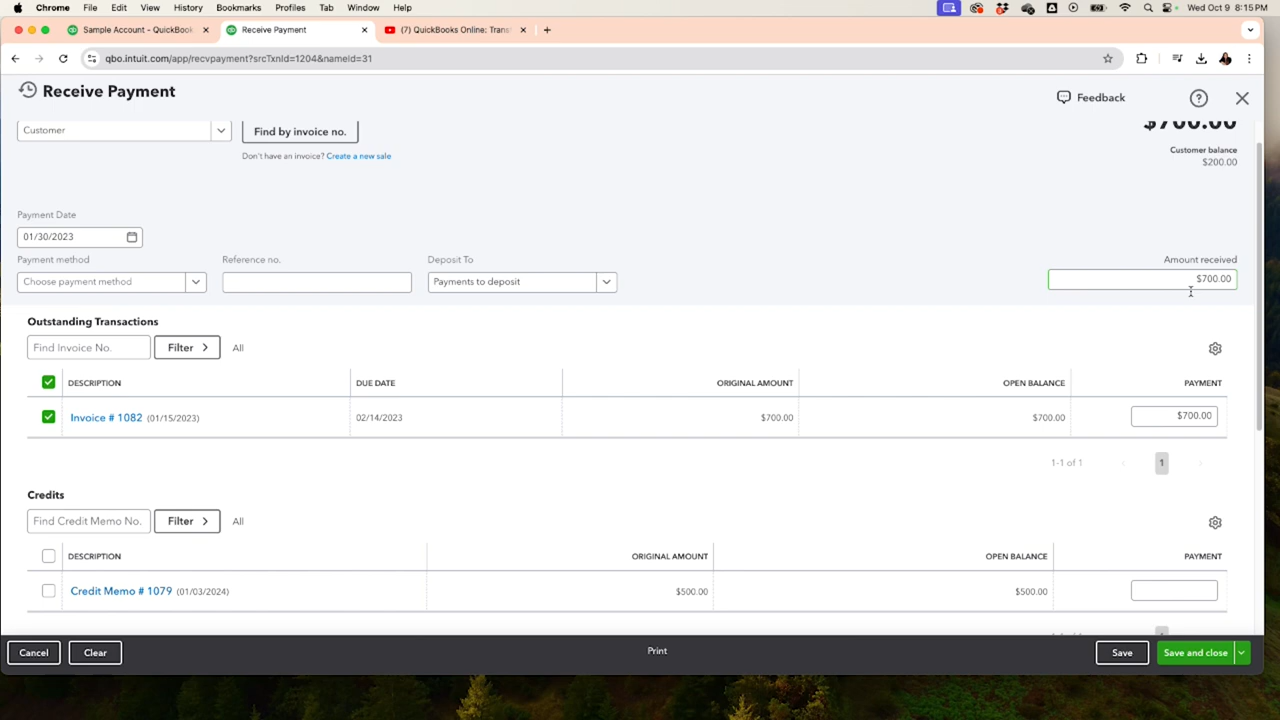 Chrome File Edit View History Bookmarks Profiles Tab Window Help Wed Oct 9 8:15 PM
Sample Account - QuickBook Receive Payment (7) QuickBooks Online: Trans
qbo.intuit.com/app/recvpayment?srcTxnId=1204&nameId=31
Receive Payment Feedback
$700.00
Customer Find by invoice no.
Customer balance
Don't have an invoice? Create a new sale $200.00
Payment Date
01/30/2023
Payment method Reference no. Deposit To Amount received
Choose payment method Payments to deposit $700.00
Outstanding Transactions
Find Invoice No. Filter All
DESCRIPTION DUE DATE ORIGINAL AMOUNT OPEN BALANCE PAYMENT
Invoice # 1082 (01/15/2023) 02/14/2023 $700.00 $700.00 $700.00
1-1 of 1 1
Credits
Find Credit Memo No. Filter All
DESCRIPTION ORIGINAL AMOUNT OPEN BALANCE PAYMENT
Credit Memo # 1079 (01/03/2024) $500.00 $500.00
Cancel Clear Print Save Save and close